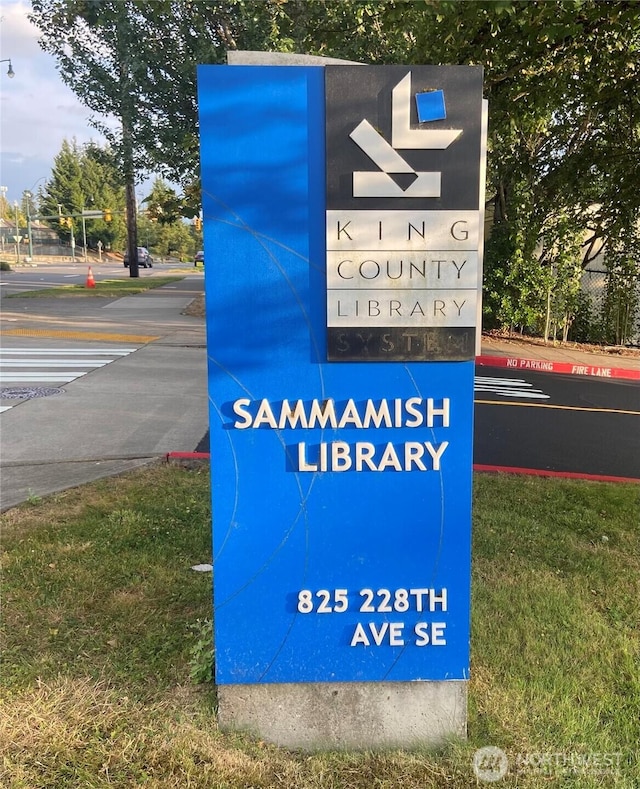 KING
COUNTY
LIBRARY
SYSTEM
SAMMAMISH
LIBRARY
825 228TH
AVE SE
NO PARKING FIRE LANE
NORTHWEST